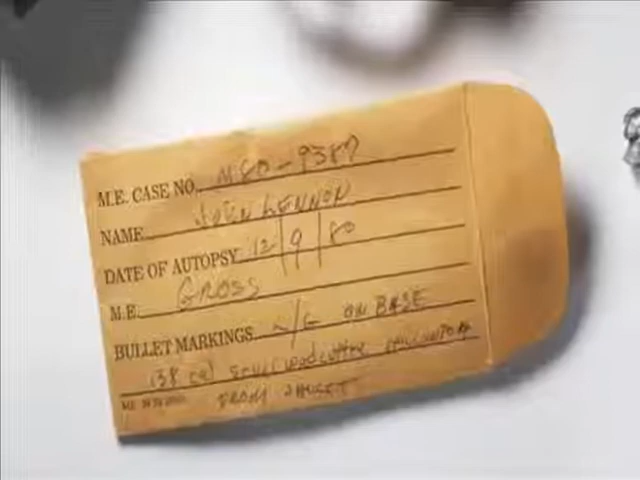 M.E. CASE NO. M80-9387
NAME JOHN LENNON
DATE OF AUTOPSY 12/9/80
M.E. GROSS
BULLET MARKINGS ON BASE
.38 cal
FROM JACKET